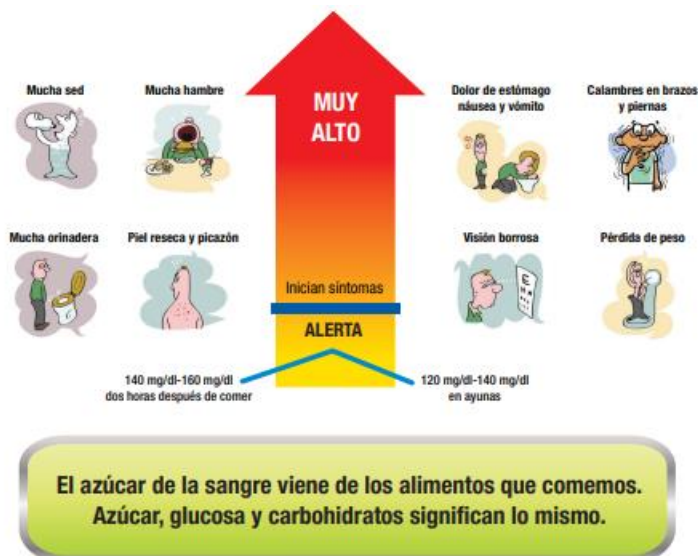 Mucha sed
Mucha hambre
MUY
ALTO
Dolor de estómago
náusea y vómito
Calambres en brazos
y piernas
Mucha orinadera
Piel reseca y picazón
Visión borrosa
Pérdida de peso
Inician síntomas
ALERTA
140 mg/dl-160 mg/dl
dos horas después de comer
120 mg/dl-140 mg/dl
en ayunas
El azúcar de la sangre viene de los alimentos que comemos.
Azúcar, glucosa y carbohidratos significan lo mismo.